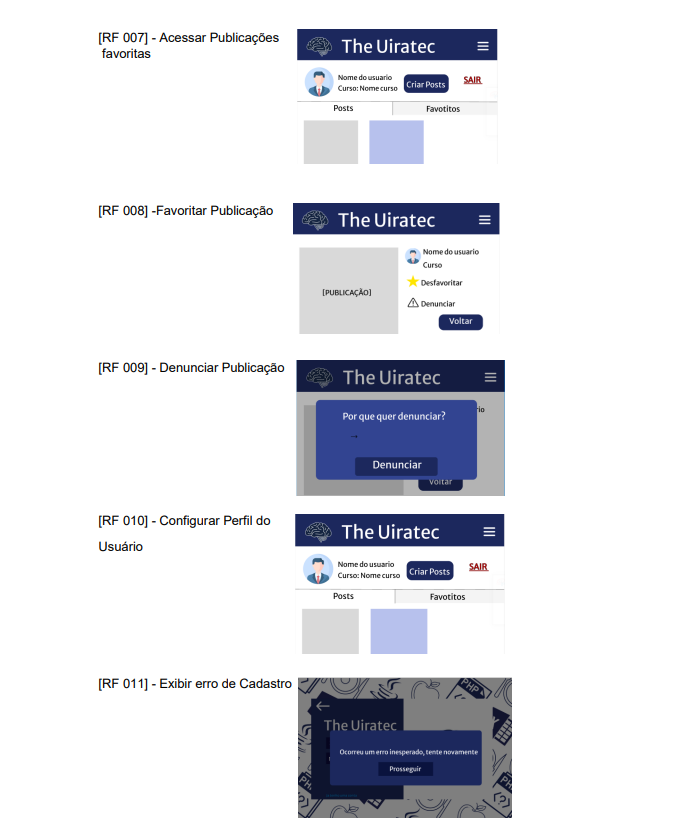 [RF 007] - Acessar Publicações
favoritas
The Uiratec
Nome do usuario
Curso: Nome curso
Criar Posts
SAIR
Posts
Favotitos
[RF 008] -Favoritar Publicação
The Uiratec
[PUBLICAÇÃO]
Nome do usuario
Curso
Desfavoritar
Denunciar
Voltar
[RF 009] - Denunciar Publicação
The Uiratec
rio
Por que quer denunciar?
Denunciar
Voltar
[RF 010] - Configurar Perfil do
Usuário
The Uiratec
Nome do usuario
Curso: Nome curso
Criar Posts
SAIR
Posts
Favotitos
[RF 011] - Exibir erro de Cadastro
PHP
The Uiratec
Ocorreu um erro inesperado, tente novamente
Prosseguir